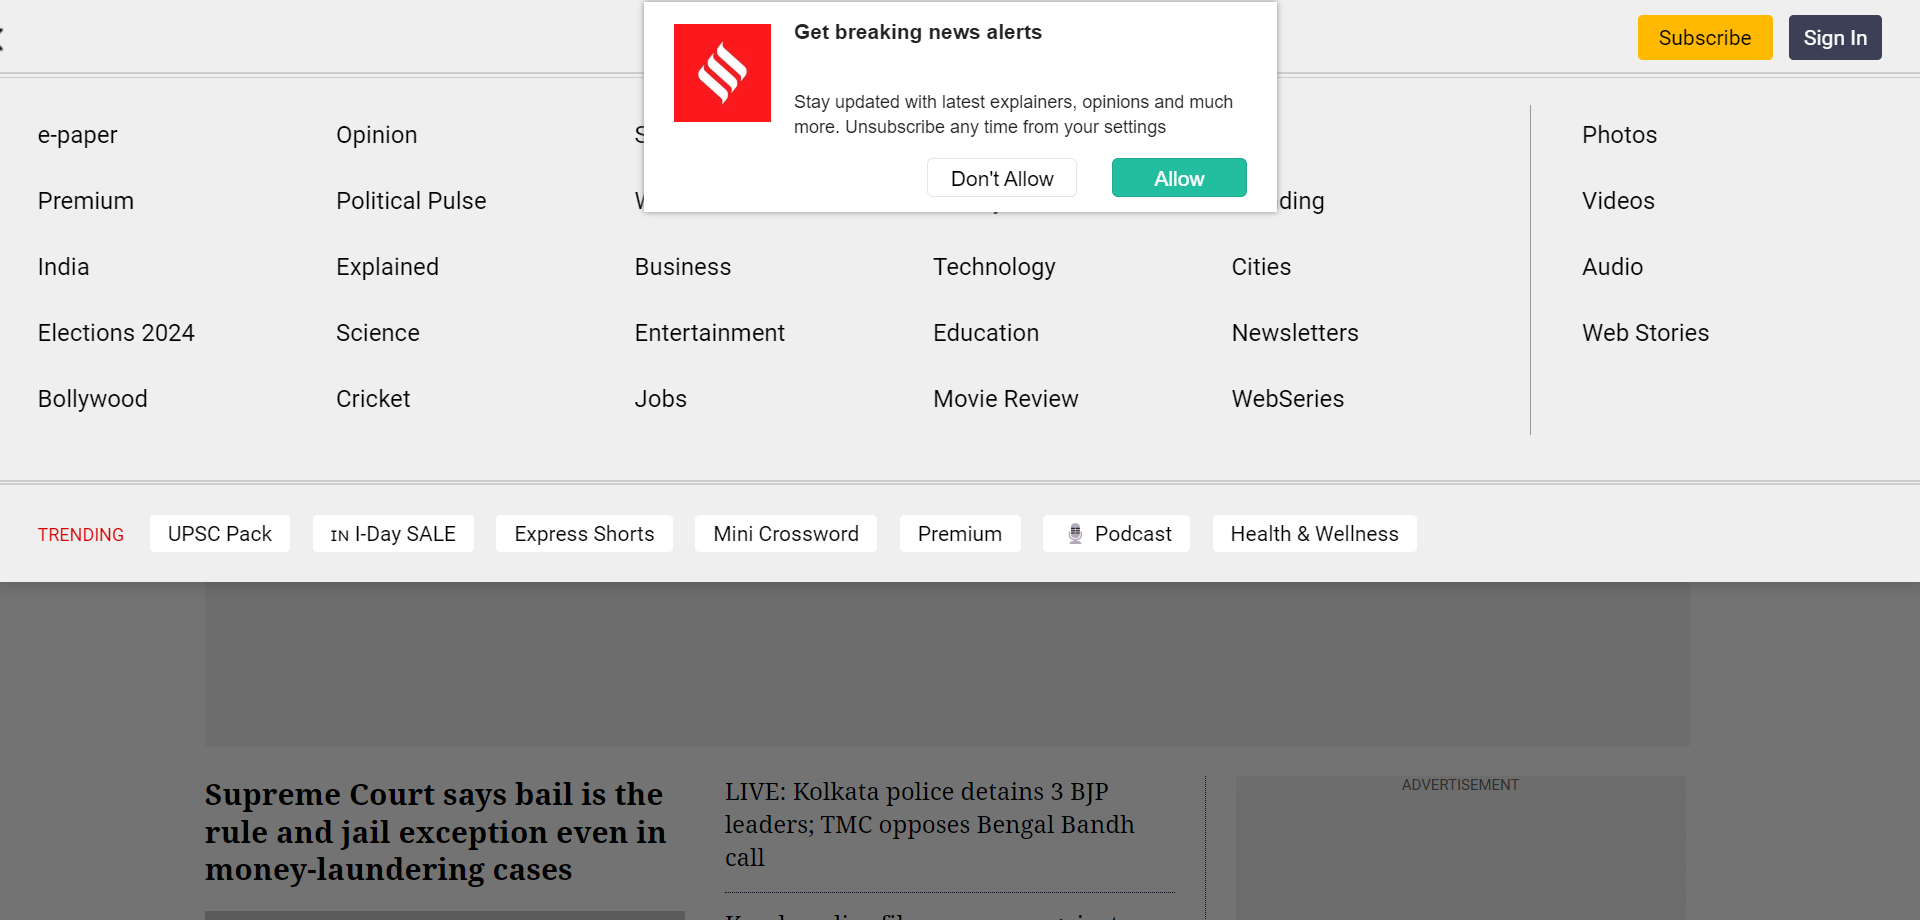 Get breaking news alerts
Stay updated with latest explainers, opinions and much
more. Unsubscribe any time from your settings
Don't Allow
Allow
Subscribe
Sign In
e-paper
Opinion
Photos
Premium
Political Pulse
Videos
India
Explained
Business
Technology
Cities
Audio
Elections 2024
Science
Entertainment
Education
Newsletters
Web Stories
Bollywood
Cricket
Jobs
Movie Review
WebSeries
TRENDING
UPSC Pack
IN I-Day SALE
Express Shorts
Mini Crossword
Premium
Podcast
Health & Wellness
Supreme Court says bail is the
rule and jail exception even in
money-laundering cases
LIVE: Kolkata police detains 3 BJP
leaders; TMC opposes Bengal Bandh
call
ADVERTISEMENT